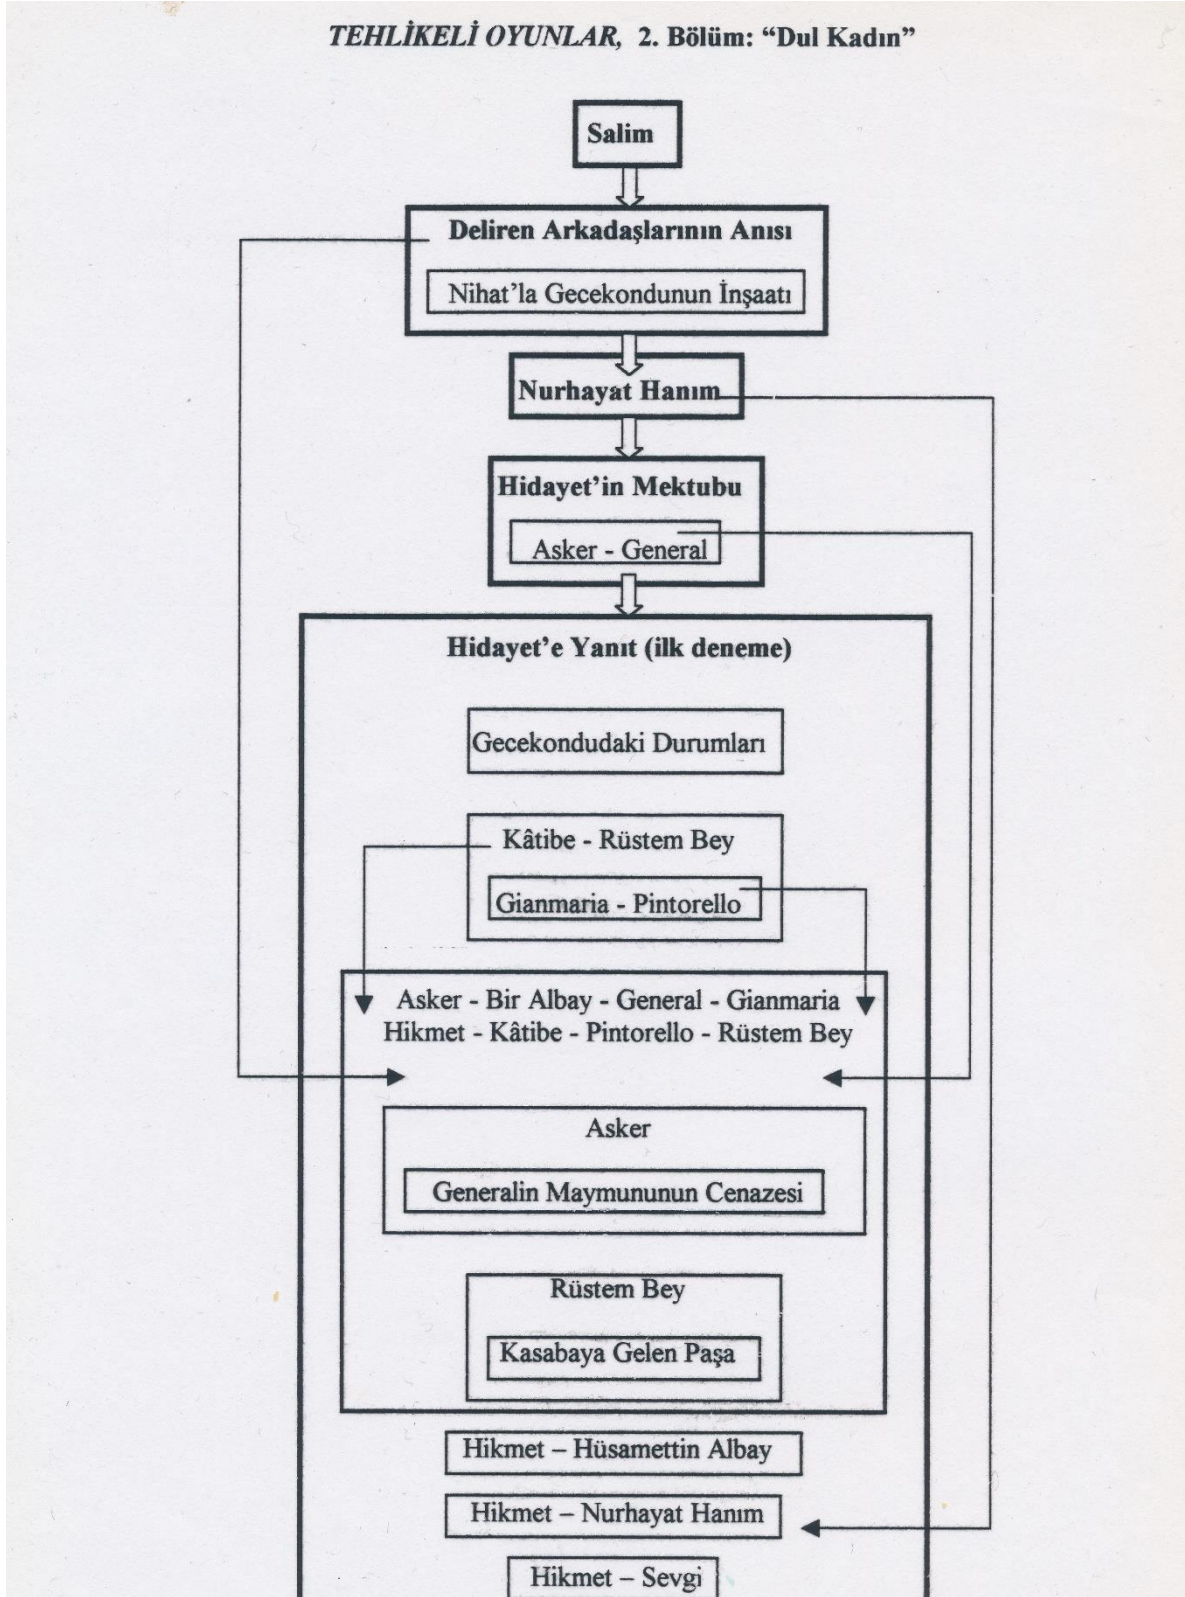 TEHLİKELİ OYUNLAR, 2. Bölüm: “Dul Kadın”
Salim
Deliren Arkadaşlarının Anısı
Nihat’la Gecekondunun İnşaatı
Nurhayat Hanım
Hidayet’in Mektubu
Asker - General
Hidayet’e Yanıt (ilk deneme)
Gecekondudaki Durumları
Kâtibe - Rüstem Bey
Gianmaria - Pintorello
Asker - Bir Albay - General - Gianmaria
Hikmet - Kâtibe - Pintorello - Rüstem Bey
Asker
Generalin Maymununun Cenazesi
Rüstem Bey
Kasabaya Gelen Paşa
Hikmet – Hüsamettin Albay
Hikmet – Nurhayat Hanım
Hikmet – Sevgi